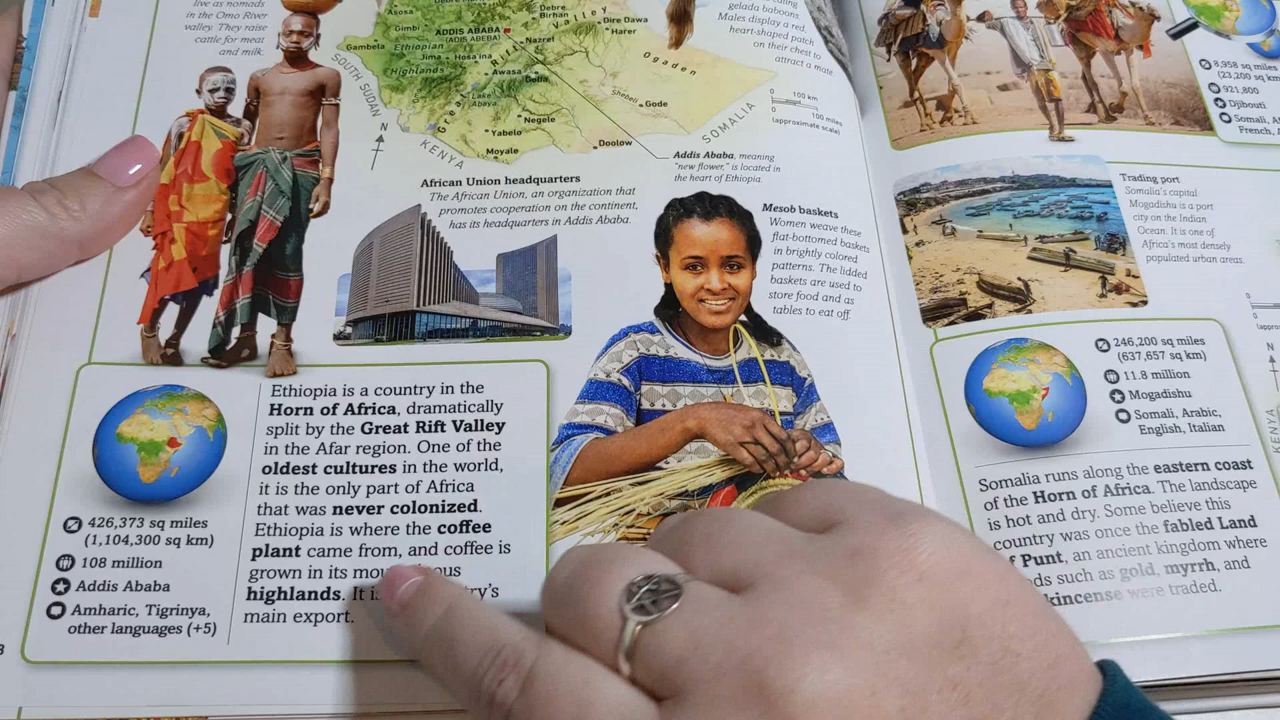 live as nomads
in the Omo River
valley. They raise
cattle for meat
and milk.
Asosa
Gimbi
Debre
Birhan
Dire Dawa
Harer
ADDIS ABABA
(ADIS ABEBA)
Nazret
Gambela
Ethiopian
Highlands
Jima
Hosa'ina
Awasa
Goba
Lake
Abaya
Great Rift Valley
Ogaden
Shebeli
Gode
Negele
Yabelo
Moyale
Doolow
SOUTH SUDAN
KENYA
SOMALIA
N
100 km
100 miles
(approximate scale)
gelada baboons.
Males display a red,
heart-shaped patch
on their chest to
attract a mate.
Addis Ababa, meaning
"new flower," is located in
the heart of Ethiopia.
African Union headquarters
The African Union, an organization that
promotes cooperation on the continent,
has its headquarters in Addis Ababa.
Mesob baskets
Women weave these
flat-bottomed baskets
in brightly colored
patterns. The lidded
baskets are used to
store food and as
tables to eat off.
426,373 sq miles
(1,104,300 sq km)
108 million
Addis Ababa
Amharic, Tigrinya,
other languages (+5)
Ethiopia is a country in the
Horn of Africa, dramatically
split by the Great Rift Valley
in the Afar region. One of the
oldest cultures in the world,
it is the only part of Africa
that was never colonized.
Ethiopia is where the coffee
plant came from, and coffee is
grown in its
highlands. It
main export.
8,958 sq miles
(23,200 sq km)
921,800
Djibouti
Somali,
French,
Trading port
Somalia's capital
Mogadishu is a port
city on the Indian
Ocean. It is one of
Africa's most densely
populated urban areas.
246,200 sq miles
(637,657 sq km)
11.8 million
Mogadishu
Somali, Arabic,
English, Italian
Somalia runs along the eastern coast
of the Horn of Africa. The landscape
is hot and dry. Some believe this
country was once the fabled Land
Punt, an ancient kingdom where
such as gold, myrrh, and
were traded.
N
KENYA